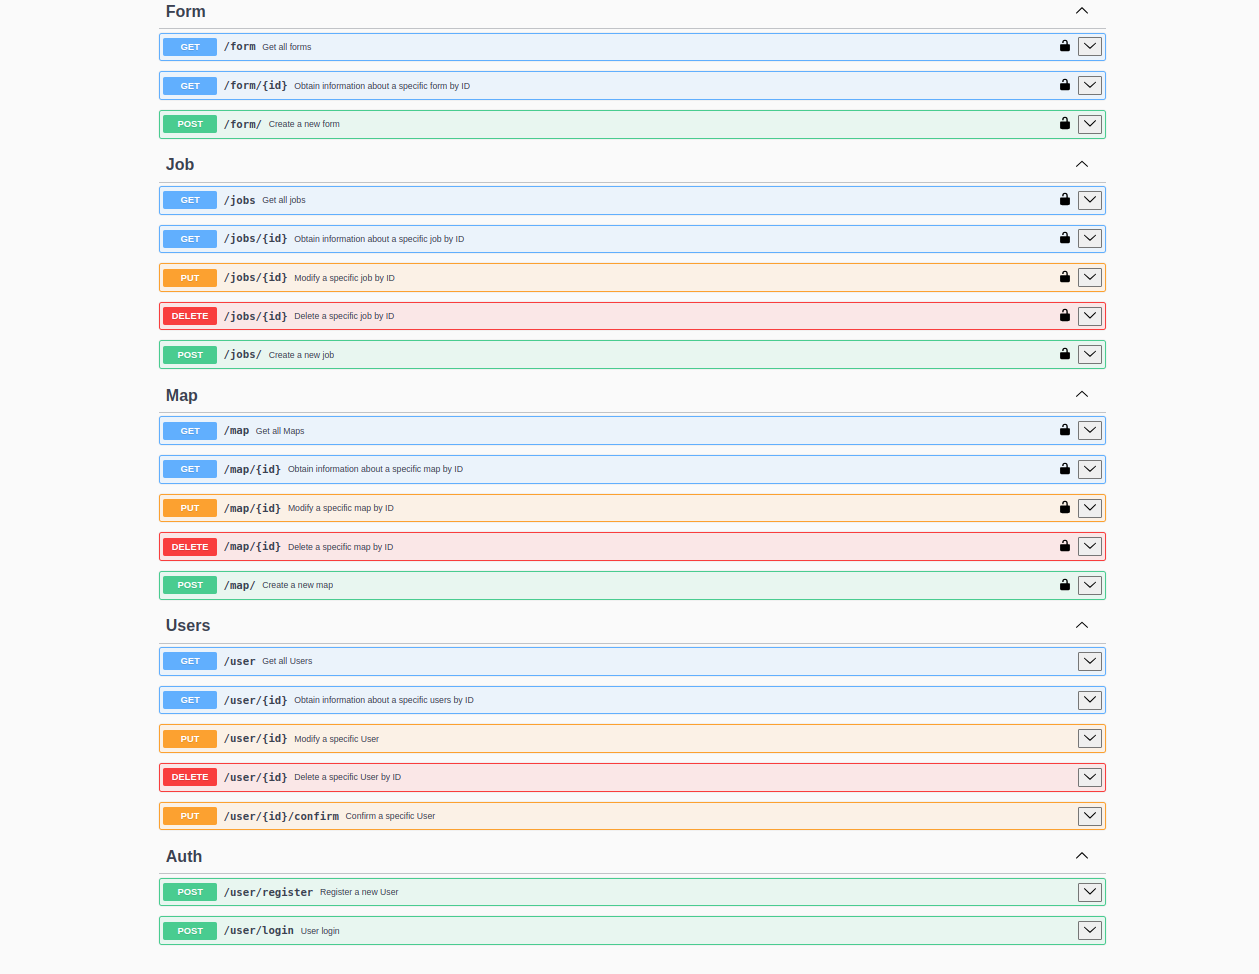 Form
GET /form Get all forms
GET /form/{id} Obtain information about a specific form by ID
POST /form/ Create a new form
Job
GET /jobs Get all jobs
GET /jobs/{id} Obtain information about a specific job by ID
PUT /jobs/{id} Modify a specific job by ID
DELETE /jobs/{id} Delete a specific job by ID
POST /jobs/ Create a new job
Map
GET /map Get all Maps
GET /map/{id} Obtain information about a specific map by ID
PUT /map/{id} Modify a specific map by ID
DELETE /map/{id} Delete a specific map by ID
POST /map/ Create a new map
Users
GET /user Get all Users
GET /user/{id} Obtain information about a specific users by ID
PUT /user/{id} Modify a specific User
DELETE /user/{id} Delete a specific User by ID
PUT /user/{id}/confirm Confirm a specific User
Auth
POST /user/register Register a new User
POST /user/login User login